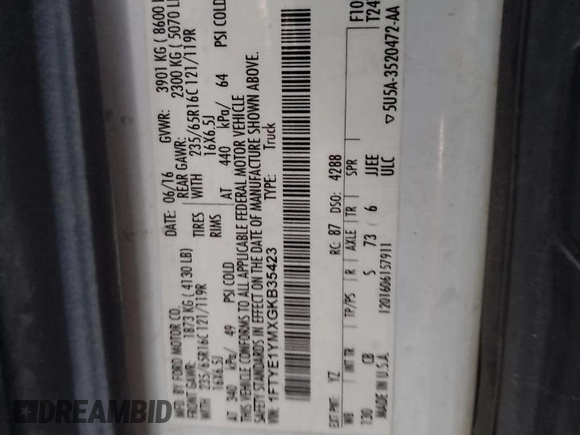 MFD. BY FORD MOTOR CO.
DATE: 06/16 GVWR: 3901 KG ( 8600
FRONT GAWR: 1873 KG ( 4130 LB) REAR GAWR: 2300 KG ( 5070 LB
WITH 235/65R16C 121/119R TIRES WITH 235/65R16C 121/119R
16X6.5J RIMS 16X6.5J
AT 340 kPa/ 49 PSI COLD AT 440 kPa/ 64 PSI COLD
THIS VEHICLE CONFORMS TO ALL APPLICABLE FEDERAL MOTOR VEHICLE
SAFETY STANDARDS IN EFFECT ON THE DATE OF MANUFACTURE SHOWN ABOVE.
VIN: 1FTYE1YMXGKB35423 TYPE: Truck
F10
T24
EXT PNT: YZ RC: 87 DSO: 4288
WB INT TR TP/PS R AXLE TR SPR
130 CB S 73 6 JJEE
MADE IN U.S.A. ULC
1201606157911
▽5U5A-3520472-AA
DREAMBID